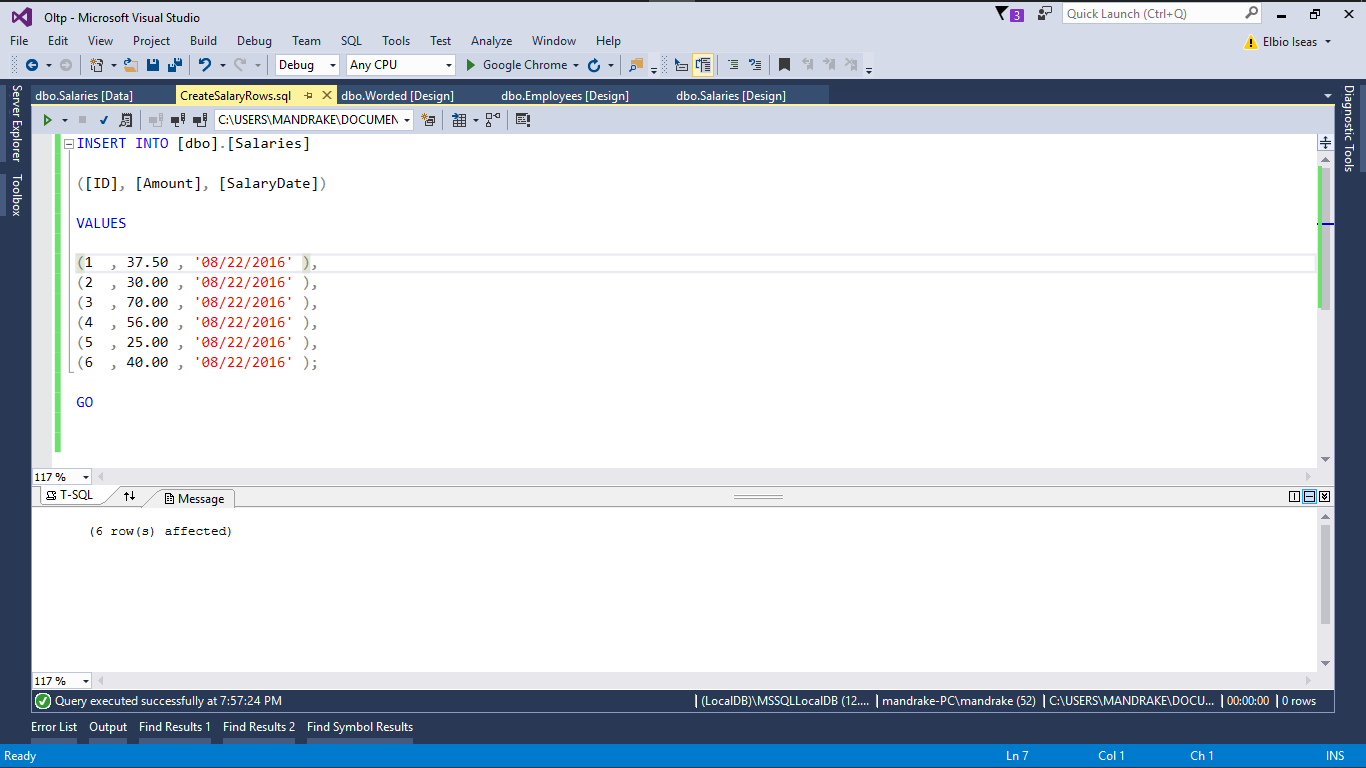 Oltp - Microsoft Visual Studio
3
Quick Launch (Ctrl+Q)
File Edit View Project Build Debug Team SQL Tools Test Analyze Window Help
Elbio Iseas
Debug Any CPU Google Chrome
Server Explorer
Toolbox
dbo.Salaries [Data] CreateSalaryRows.sql dbo.Worded [Design] dbo.Employees [Design] dbo.Salaries [Design]
Diagnostic Tools
C:\USERS\MANDRAKE\DOCUMEN
INSERT INTO [dbo].[Salaries]
([ID], [Amount], [SalaryDate])
VALUES
(1 , 37.50 , '08/22/2016' ),
(2 , 30.00 , '08/22/2016' ),
(3 , 70.00 , '08/22/2016' ),
(4 , 56.00 , '08/22/2016' ),
(5 , 25.00 , '08/22/2016' ),
(6 , 40.00 , '08/22/2016' );
GO
117 %
T-SQL Message
(6 row(s) affected)
117 %
Query executed successfully at 7:57:24 PM (LocalDB)\MSSQLLocalDB (12.... mandrake-PC\mandrake (52) C:\USERS\MANDRAKE\DOCU... 00:00:00 0 rows
Error List Output Find Results 1 Find Results 2 Find Symbol Results
Ready Ln 7 Col 1 Ch 1 INS